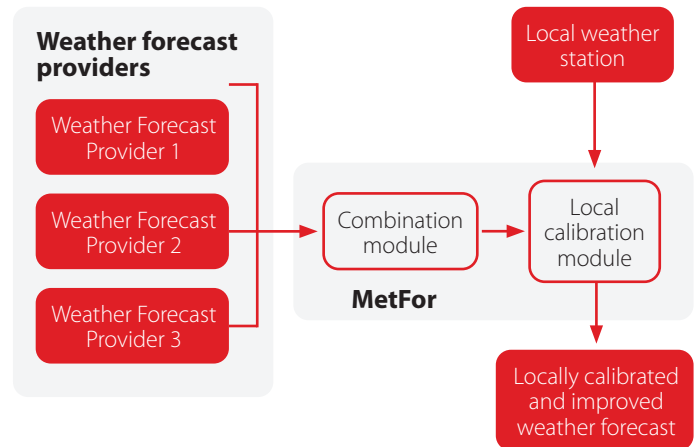 Weather forecast
providers
Weather Forecast
Provider 1
Weather Forecast
Provider 2
Weather Forecast
Provider 3
Local weather
station
Combination
module
Local
calibration
module
MetFor
Locally calibrated
and improved
weather forecast